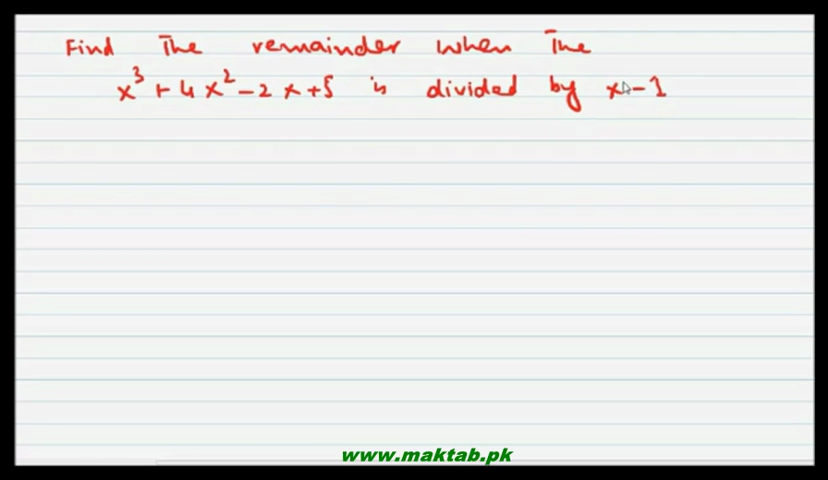 Find The remainder when The
x³ + 4x² - 2x + 5 is divided by x - 1
www.maktab.pk